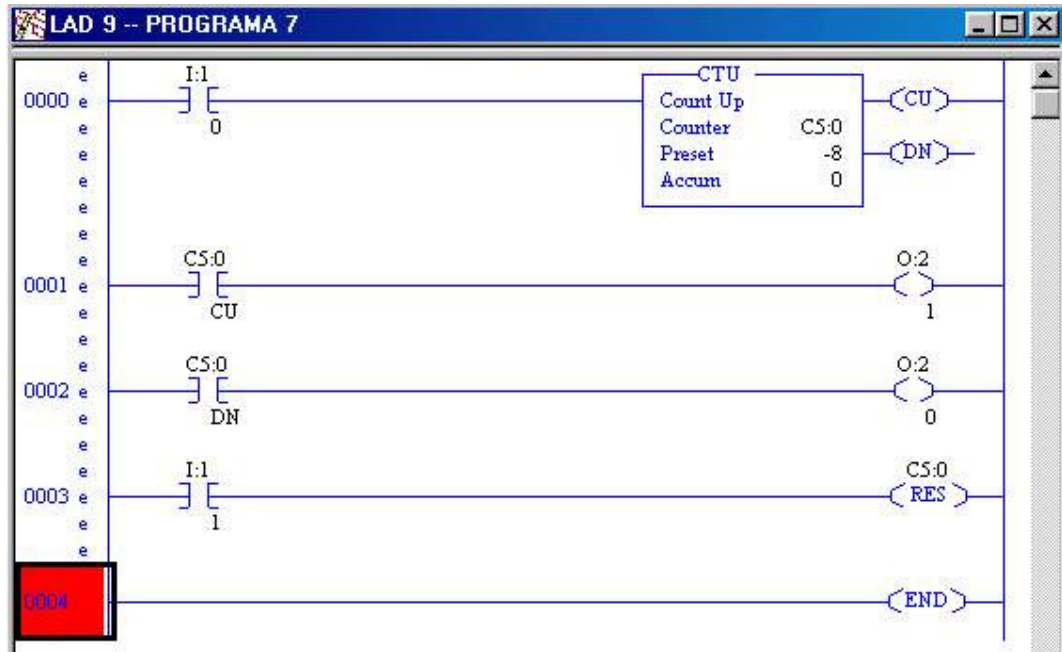 LAD 9 -- PROGRAMA 7
e
I:1
CTU
0000 e
Count Up
CU
e
0
Counter C5:0
e
Preset -8
DN
e
Accum 0
e
e
e
C5:0
O:2
0001 e
e
CU
1
e
e
C5:0
O:2
0002 e
e
DN
0
e
e
I:1
C5:0
0003 e
RES
e
1
e
0004
END